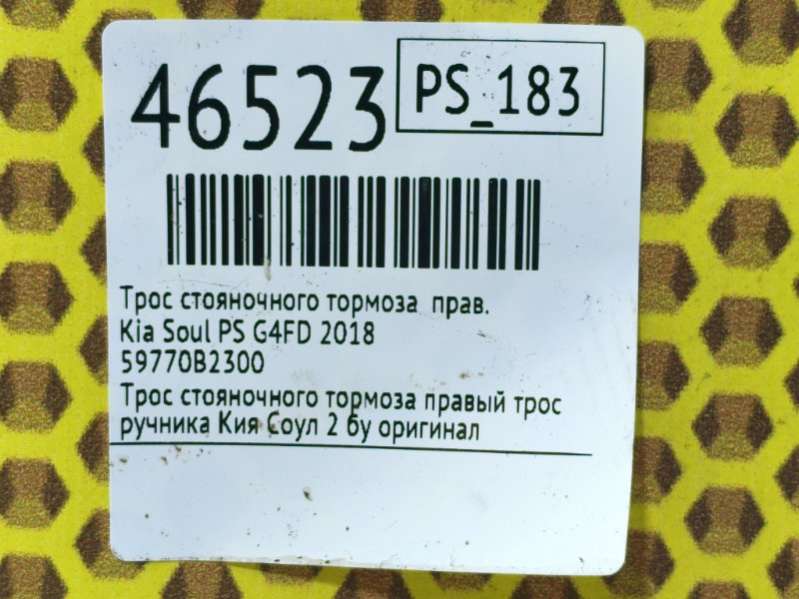 46523
PS_183
Трос стояночного тормоза прав.
Kia Soul PS G4FD 2018
59770B2300
Трос стояночного тормоза правый трос
ручника Кия Соул 2 бу оригинал